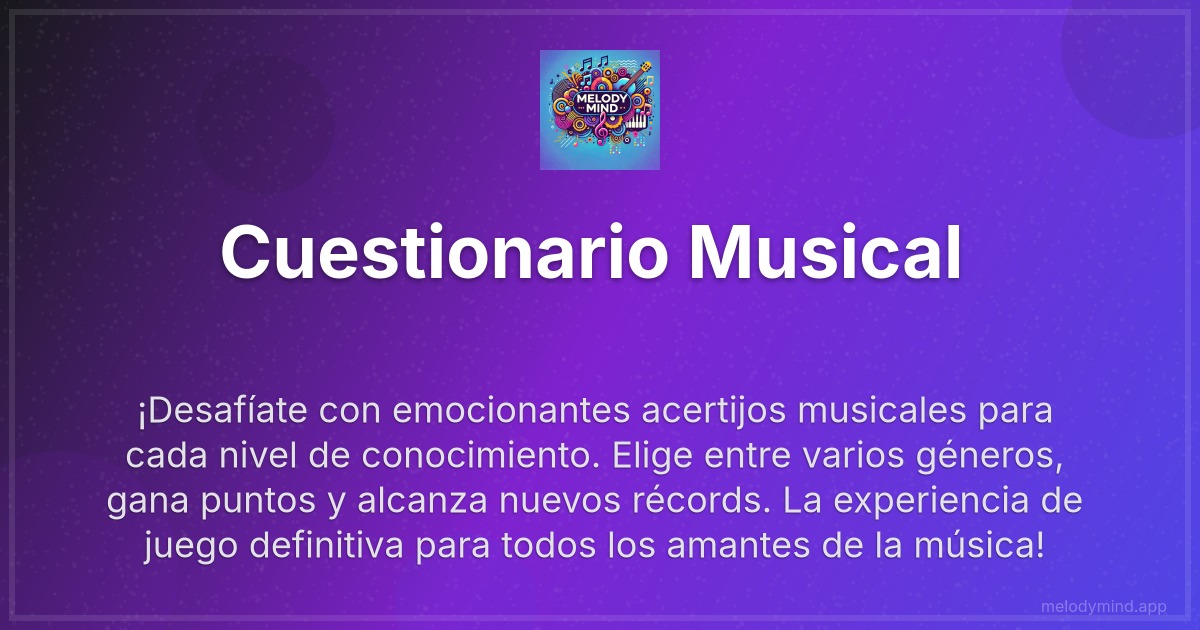 MELODY
MIND
Cuestionario Musical
¡Desafíate con emocionantes acertijos musicales para
cada nivel de conocimiento. Elige entre varios géneros,
gana puntos y alcanza nuevos récords. La experiencia de
juego definitiva para todos los amantes de la música!
melodymind.app